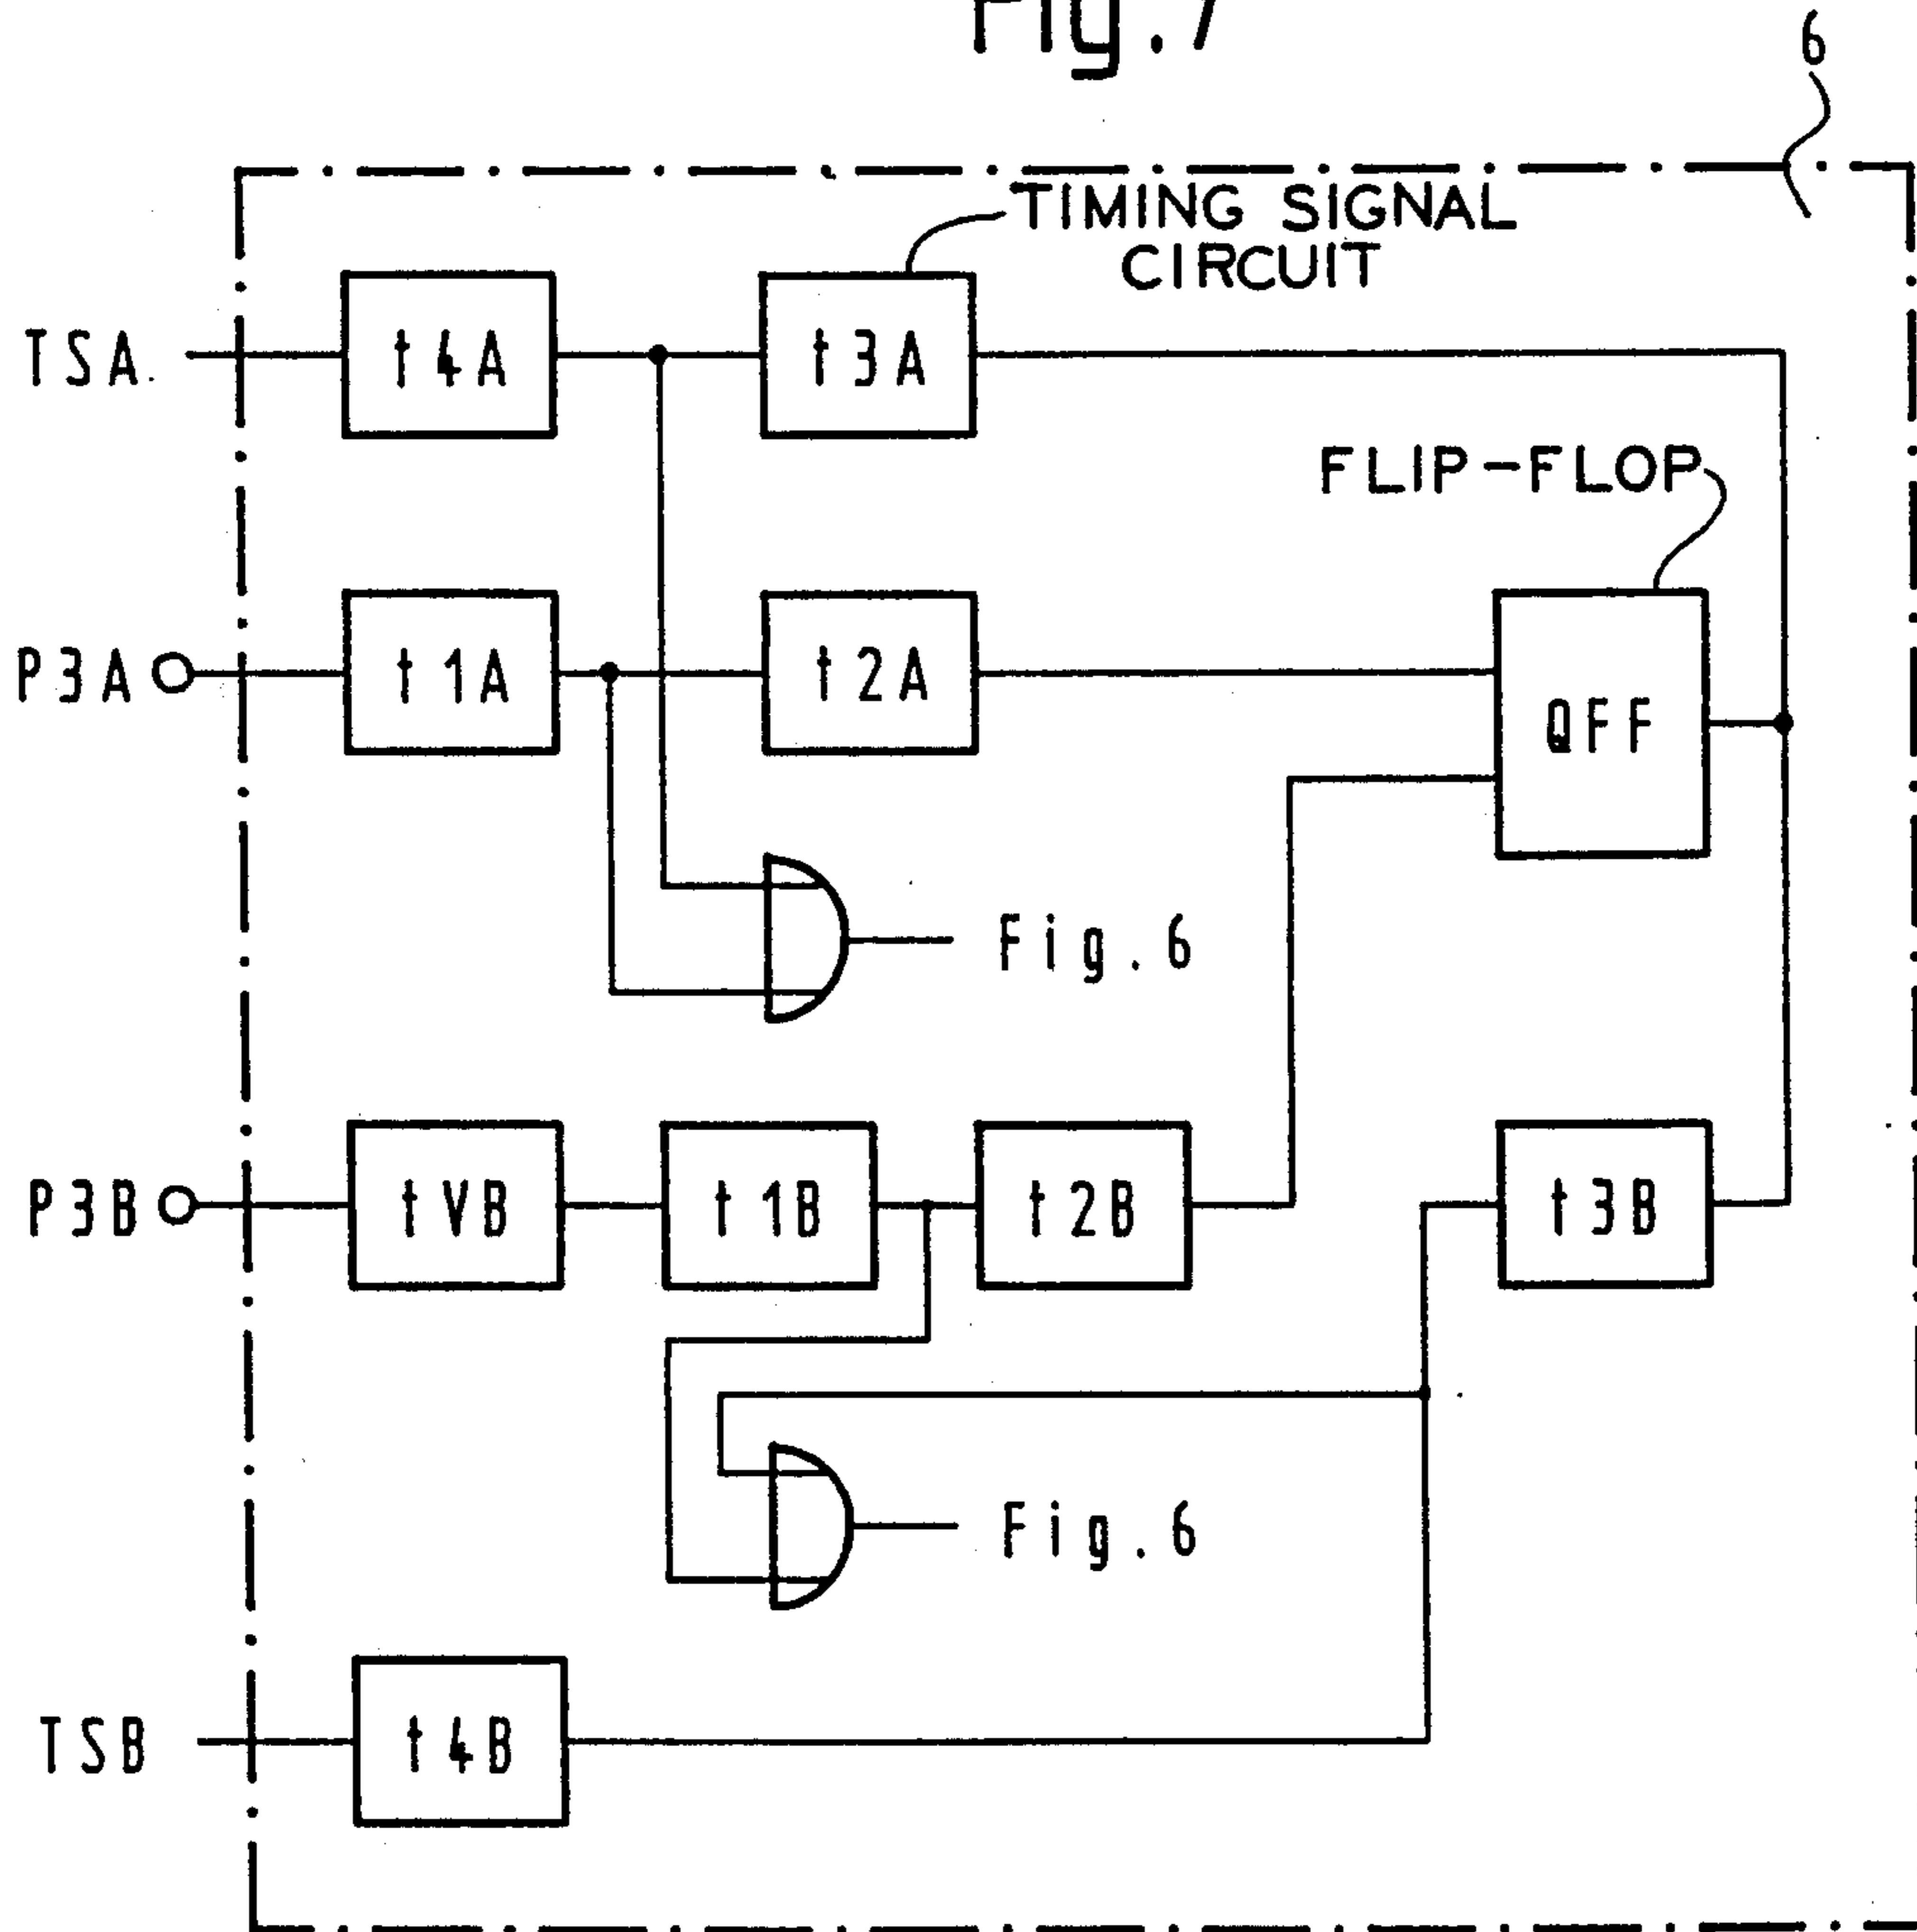 Fig.7
6
TIMING SIGNAL
CIRCUIT
TSA
t4A
t3A
FLIP-FLOP
P3A
t1A
t2A
QFF
Fig.6
P3B
tVB
t1B
t2B
t3B
Fig.6
TSB
t4B